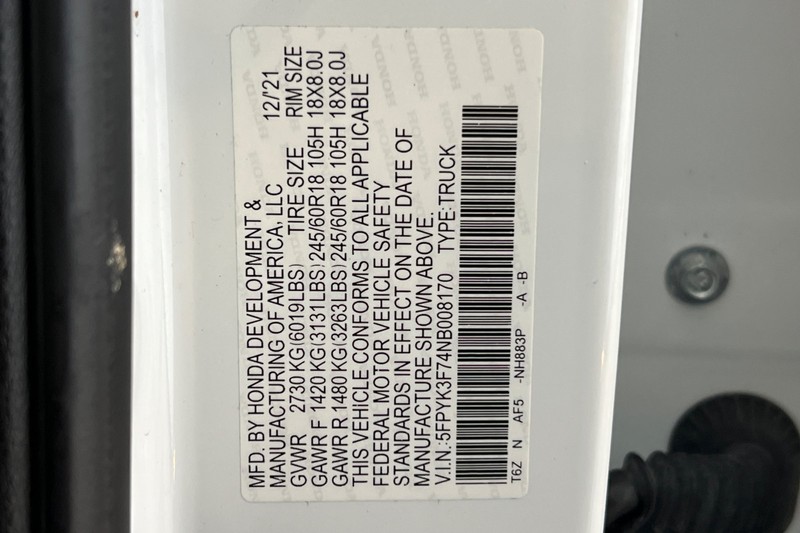 MFD. BY HONDA DEVELOPMENT &
MANUFACTURING OF AMERICA, LLC 12/21
GVWR 2730 KG(6019LBS) TIRE SIZE RIM SIZE
GAWR F 1420 KG(3131LBS) 245/60R18 105H 18X8.0J
GAWR R 1480 KG(3263LBS) 245/60R18 105H 18X8.0J
THIS VEHICLE CONFORMS TO ALL APPLICABLE
FEDERAL MOTOR VEHICLE SAFETY
STANDARDS IN EFFECT ON THE DATE OF
MANUFACTURE SHOWN ABOVE.
V.I.N.:5FPYK3F74NB008170 TYPE:TRUCK
T6Z N AF5 -NH883P -A -B